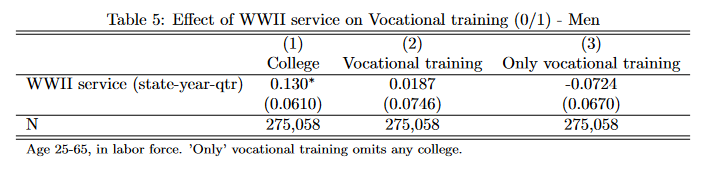 Table 5: Effect of WWII service on Vocational training (0/1) - Men
(1) (2) (3)
College Vocational training Only vocational training
WWII service (state-year-qtr) 0.130* 0.0187 -0.0724
(0.0610) (0.0746) (0.0670)
N 275,058 275,058 275,058
Age 25-65, in labor force. 'Only' vocational training omits any college.